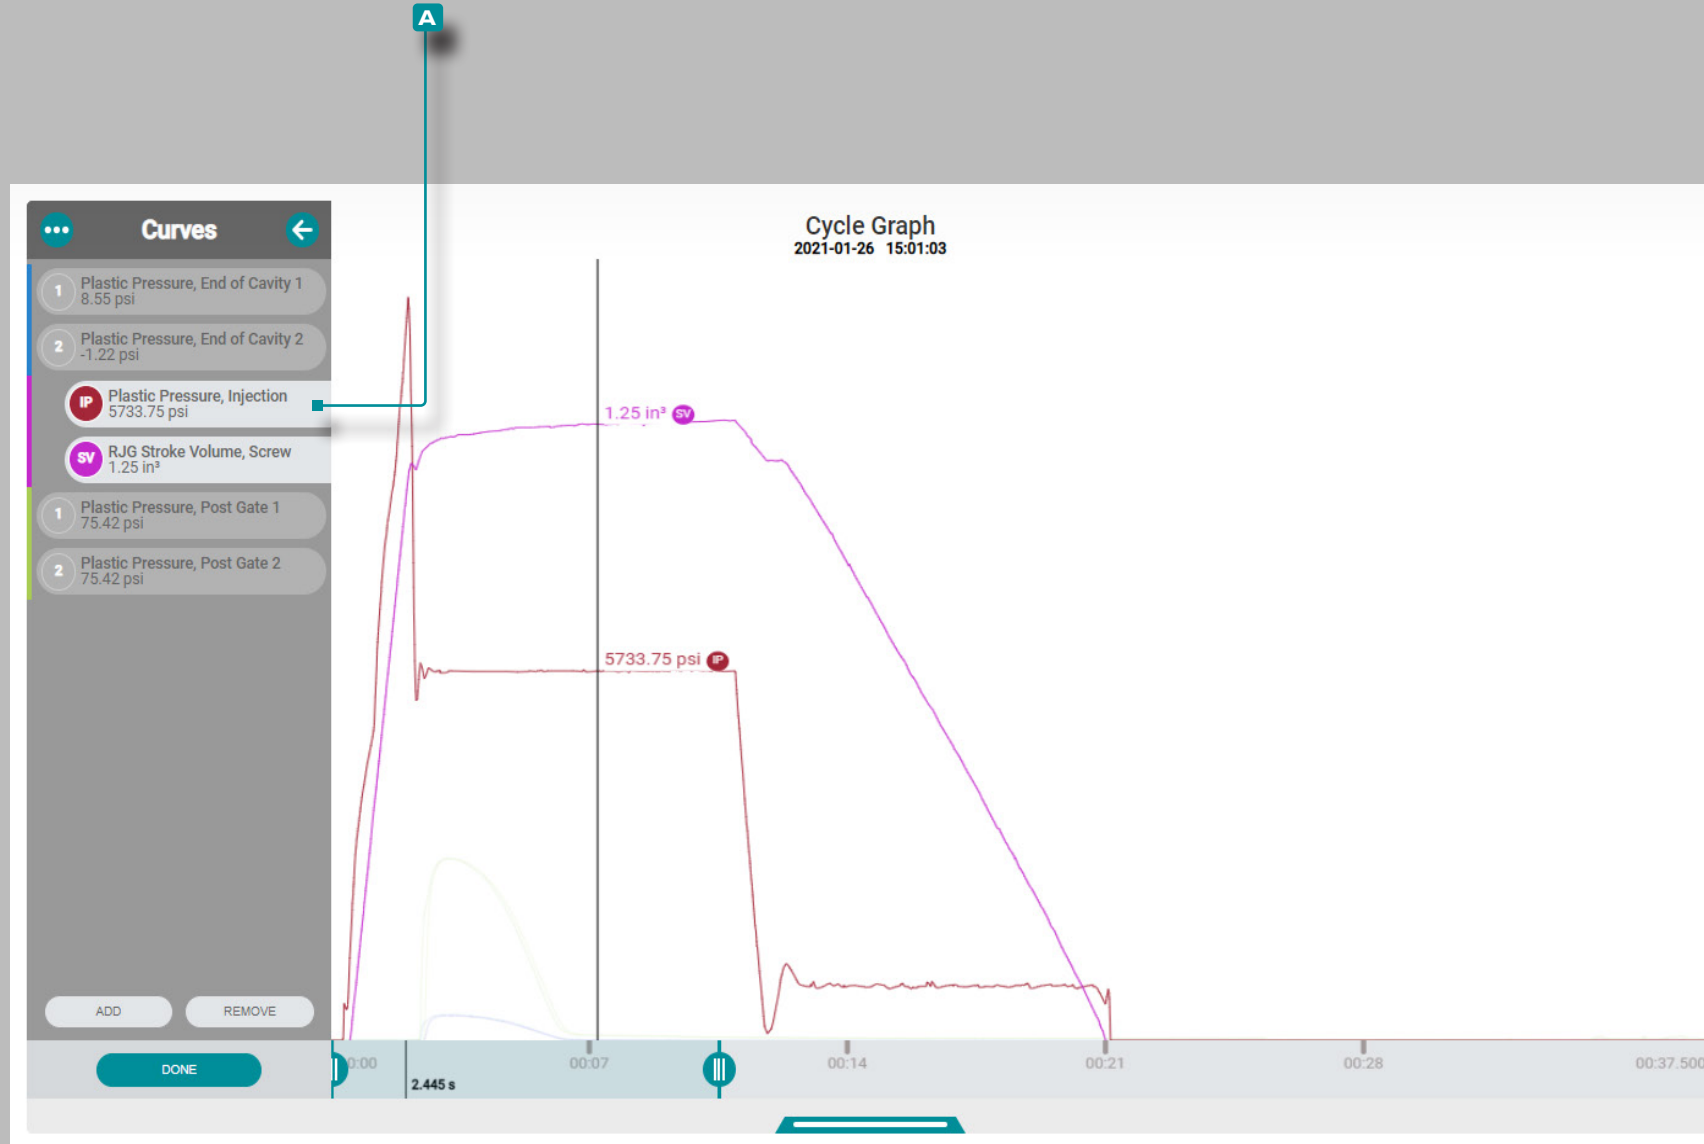 A
Curves
Cycle Graph
2021-01-26 15:01:03
1
Plastic Pressure, End of Cavity 1
8.55 psi
2
Plastic Pressure, End of Cavity 2
-1.22 psi
IP
Plastic Pressure, Injection
5733.75 psi
SV
RJG Stroke Volume, Screw
1.25 in³
1
Plastic Pressure, Post Gate 1
75.42 psi
2
Plastic Pressure, Post Gate 2
75.42 psi
1.25 in³ SV
5733.75 psi IP
ADD
REMOVE
DONE
0:00
00:07
00:14
00:21
00:28
00:37.500
2.445 s